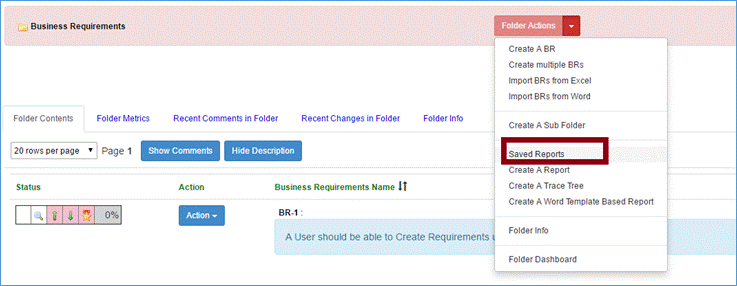 Business Requirements
Folder Actions
Create A BR
Create multiple BRs
Import BRs from Excel
Import BRs from Word
Create A Sub Folder
Saved Reports
Create A Report
Create A Trace Tree
Create A Word Template Based Report
Folder Info
Folder Dashboard
Folder Contents Folder Metrics Recent Comments in Folder Recent Changes in Folder Folder Info
20 rows per page Page 1 Show Comments Hide Description
Status Action Business Requirements Name
0% Action BR-1 :
A User should be able to Create Requirements